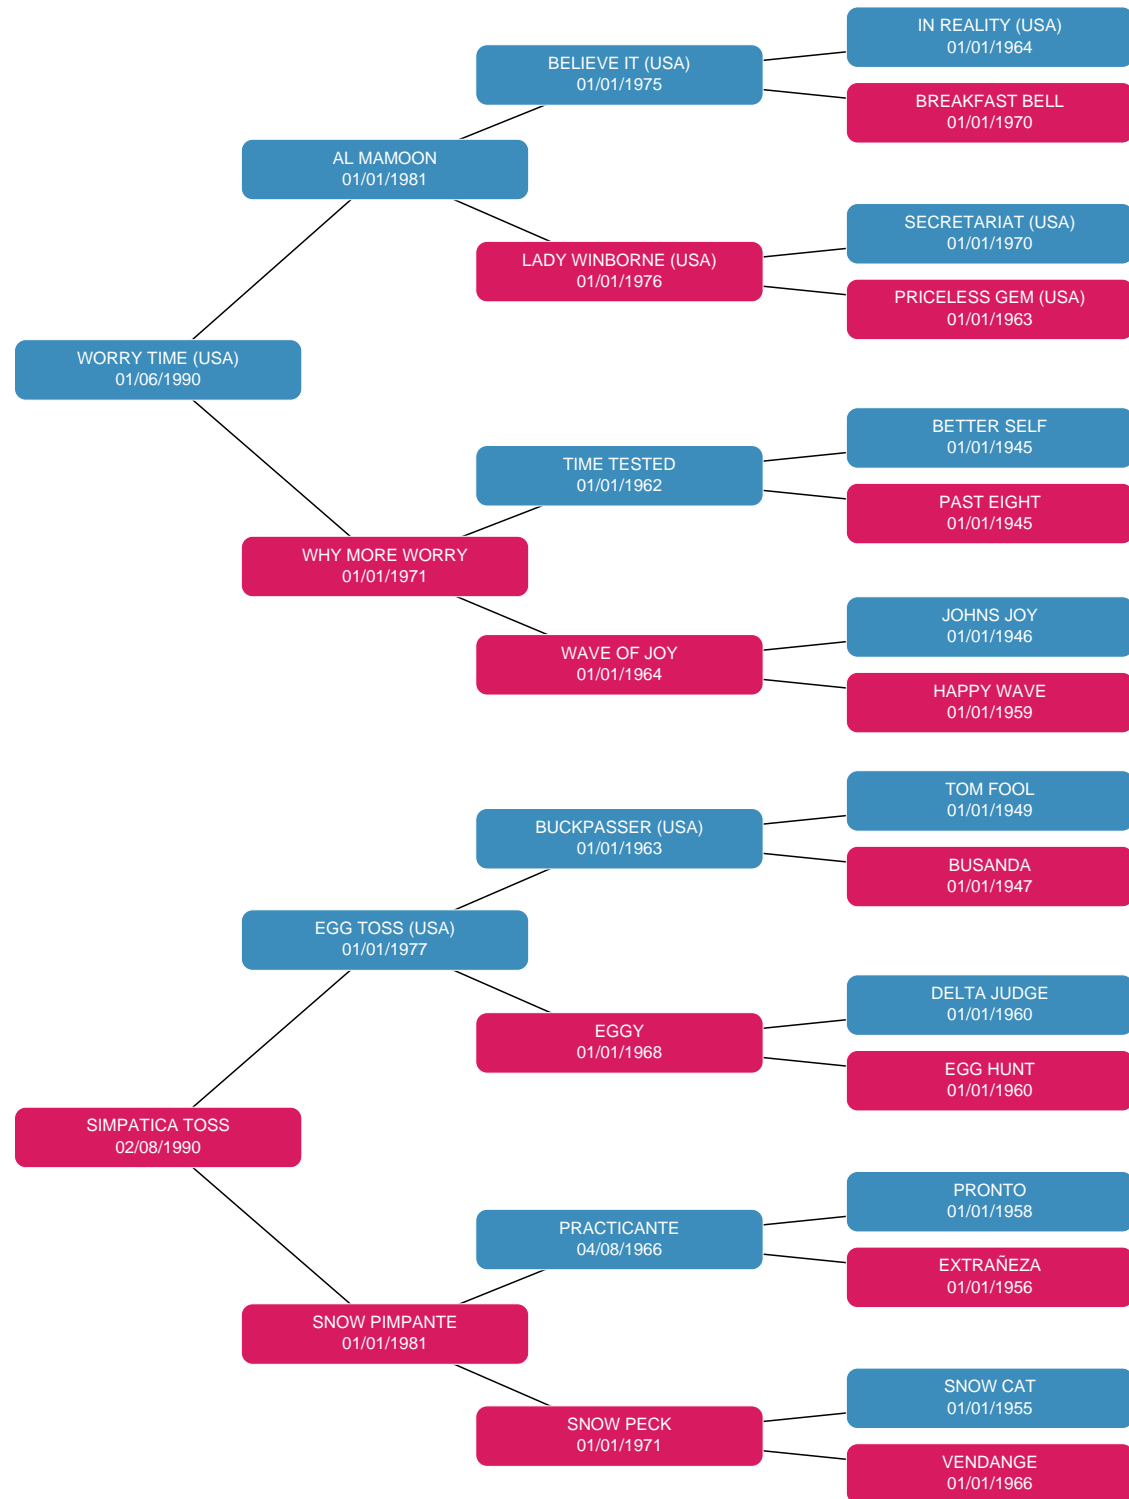 IN REALITY (USA)
01/01/1964
BELIEVE IT (USA)
01/01/1975
BREAKFAST BELL
01/01/1970
AL MAMOON
01/01/1981
SECRETARIAT (USA)
01/01/1970
LADY WINBORNE (USA)
01/01/1976
PRICELESS GEM (USA)
01/01/1963
WORRY TIME (USA)
01/06/1990
BETTER SELF
01/01/1945
TIME TESTED
01/01/1962
PAST EIGHT
01/01/1945
WHY MORE WORRY
01/01/1971
JOHNS JOY
01/01/1946
WAVE OF JOY
01/01/1964
HAPPY WAVE
01/01/1959
TOM FOOL
01/01/1949
BUCKPASSER (USA)
01/01/1963
BUSANDA
01/01/1947
EGG TOSS (USA)
01/01/1977
DELTA JUDGE
01/01/1960
EGGY
01/01/1968
EGG HUNT
01/01/1960
SIMPATICA TOSS
02/08/1990
PRONTO
01/01/1958
PRACTICANTE
04/08/1966
EXTRAÑEZA
01/01/1956
SNOW PIMPANTE
01/01/1981
SNOW CAT
01/01/1955
SNOW PECK
01/01/1971
VENDANGE
01/01/1966